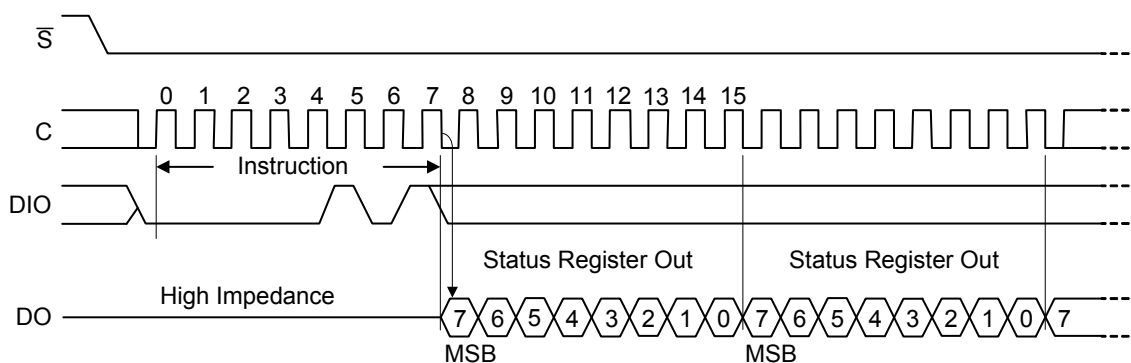 S
0 1 2 3 4 5 6 7 8 9 10 11 12 13 14 15
C
Instruction
DIO
Status Register Out Status Register Out
High Impedance
DO 7 6 5 4 3 2 1 0 7 6 5 4 3 2 1 0 7
MSB MSB